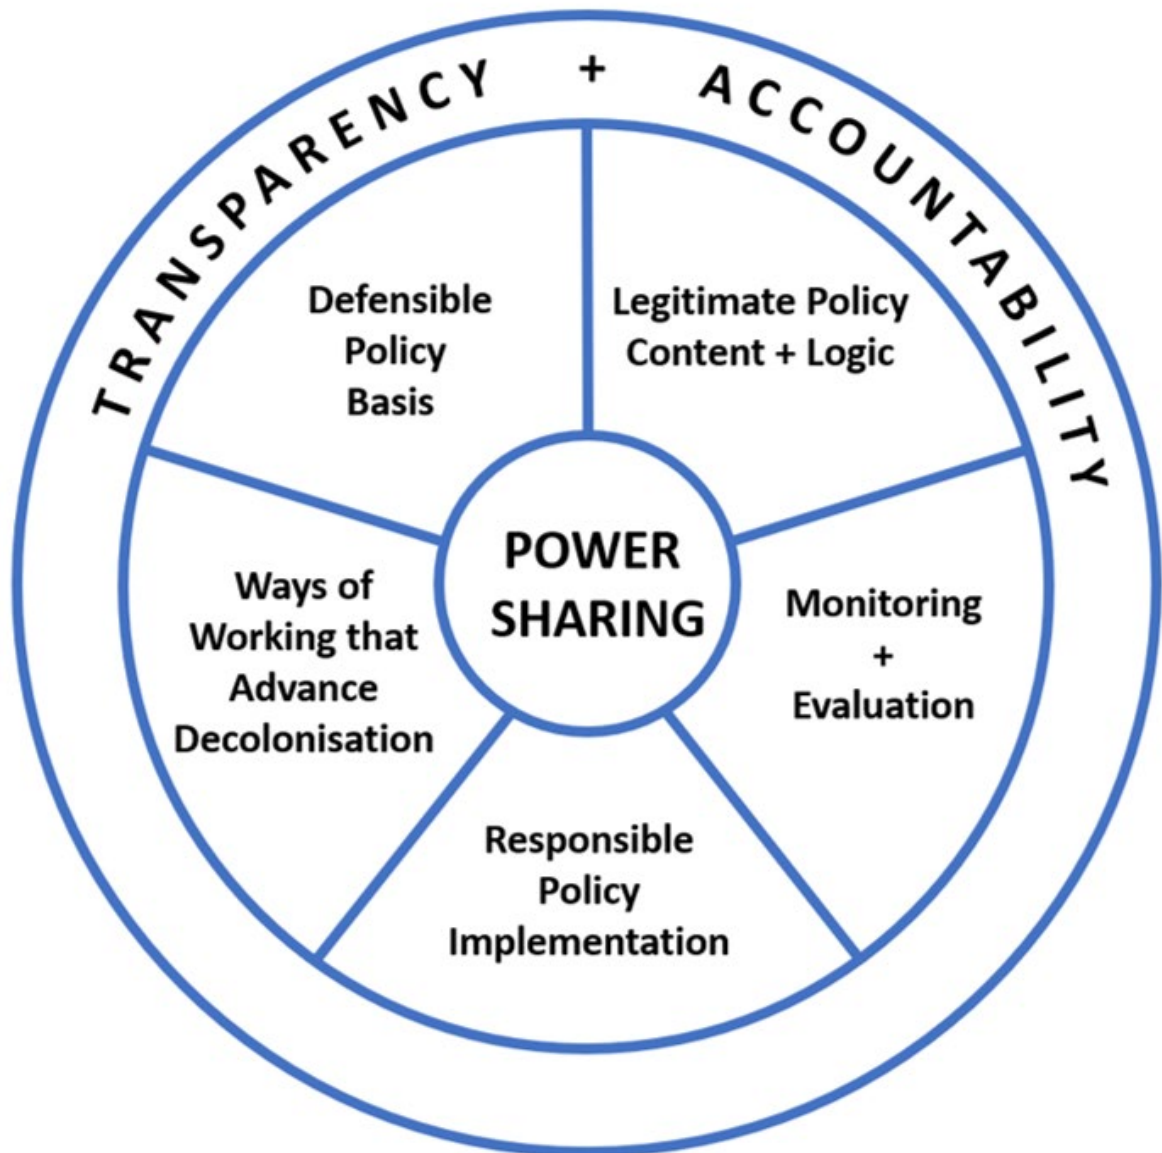 TRANSPARENCY + ACCOUNTABILITY
Defensible
Policy
Basis
Legitimate Policy
Content + Logic
POWER
SHARING
Ways of
Working that
Advance
Decolonisation
Monitoring
+
Evaluation
Responsible
Policy
Implementation